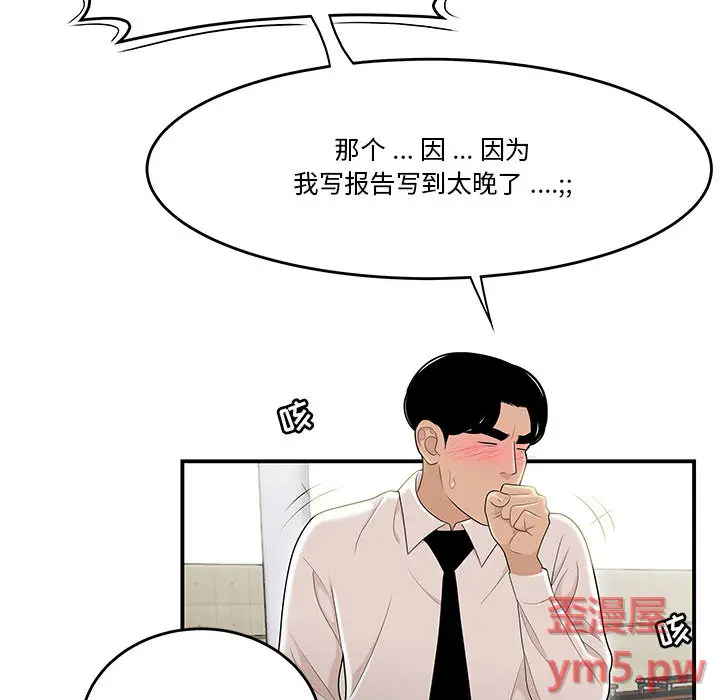 那个 ... 因 ... 因为
我写报告写到太晚了 ....;;
咳
咳
歪漫屋
ym5.pw